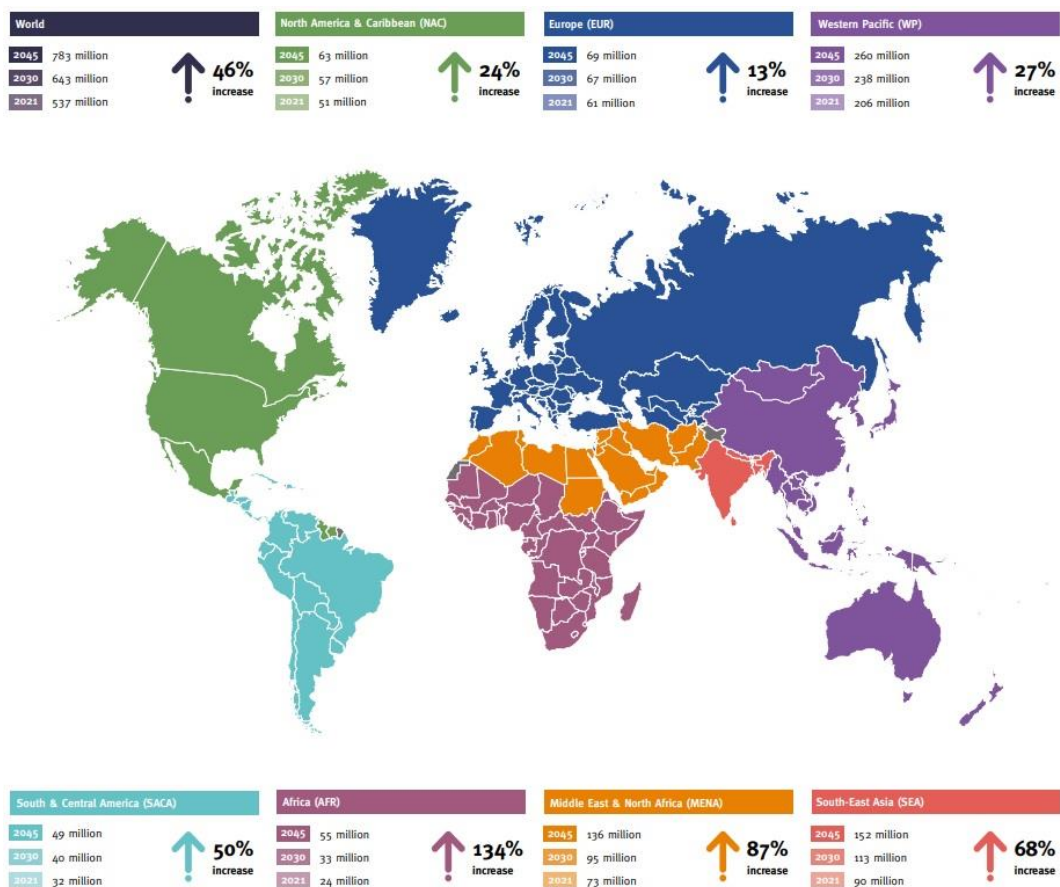 World
2045 783 million
2030 643 million
2021 537 million
46%
increase
North America & Caribbean (NAC)
2045 63 million
2030 57 million
2021 51 million
24%
increase
Europe (EUR)
2045 69 million
2030 67 million
2021 61 million
13%
increase
Western Pacific (WP)
2045 260 million
2030 238 million
2021 206 million
27%
increase
South & Central America (SACA)
2045 49 million
2030 40 million
2021 32 million
50%
increase
Africa (AFR)
2045 55 million
2030 33 million
2021 24 million
134%
increase
Middle East & North Africa (MENA)
2045 136 million
2030 95 million
2021 73 million
87%
increase
South-East Asia (SEA)
2045 152 million
2030 113 million
2021 90 million
68%
increase